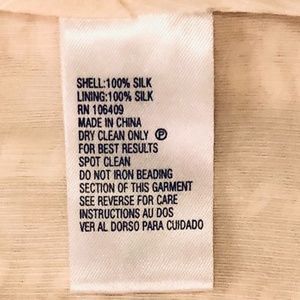 SHELL:100% SILK
LINING:100% SILK
RN 106409
MADE IN CHINA
DRY CLEAN ONLY Ⓟ
FOR BEST RESULTS
SPOT CLEAN
DO NOT IRON BEADING
SECTION OF THIS GARMENT
SEE REVERSE FOR CARE
INSTRUCTIONS AU DOS
VER AL DORSO PARA CUIDADO